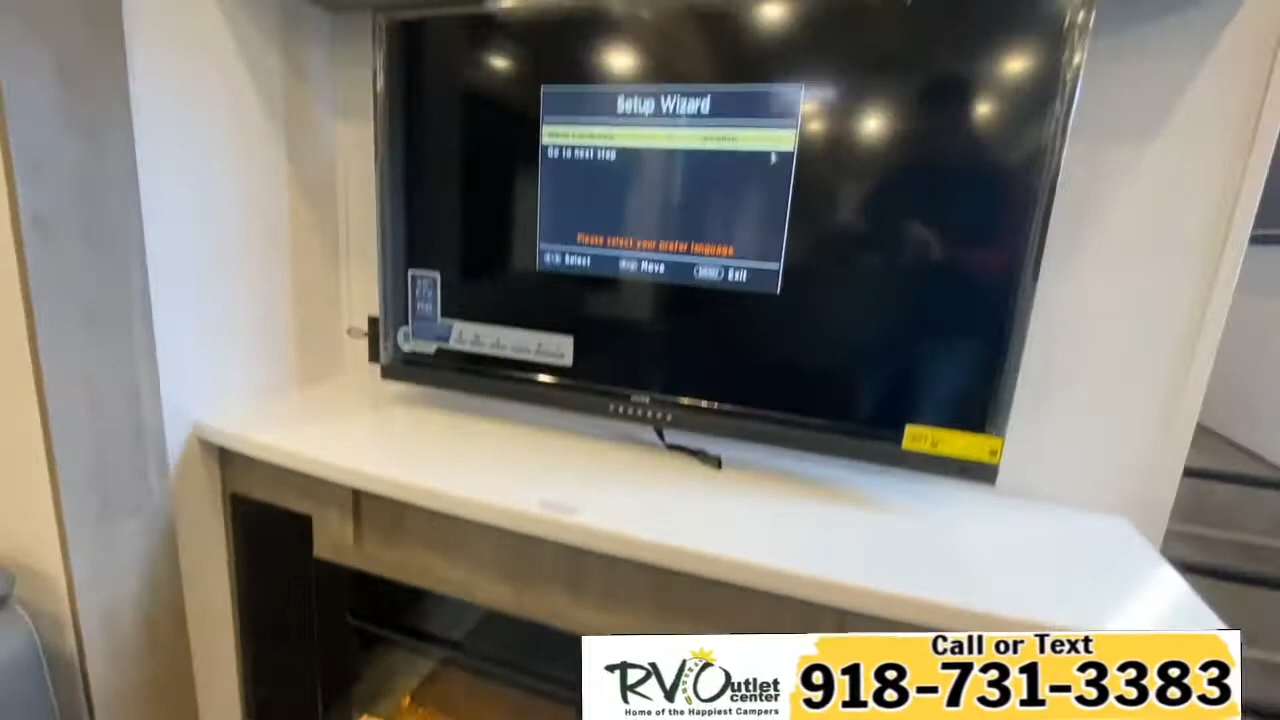 Setup Wizard
Go to next step
Please select your prefer language
Select
Move
MENU
Exit
Call or Text
RV Outlet center
918-731-3383
Home of the Happiest Campers